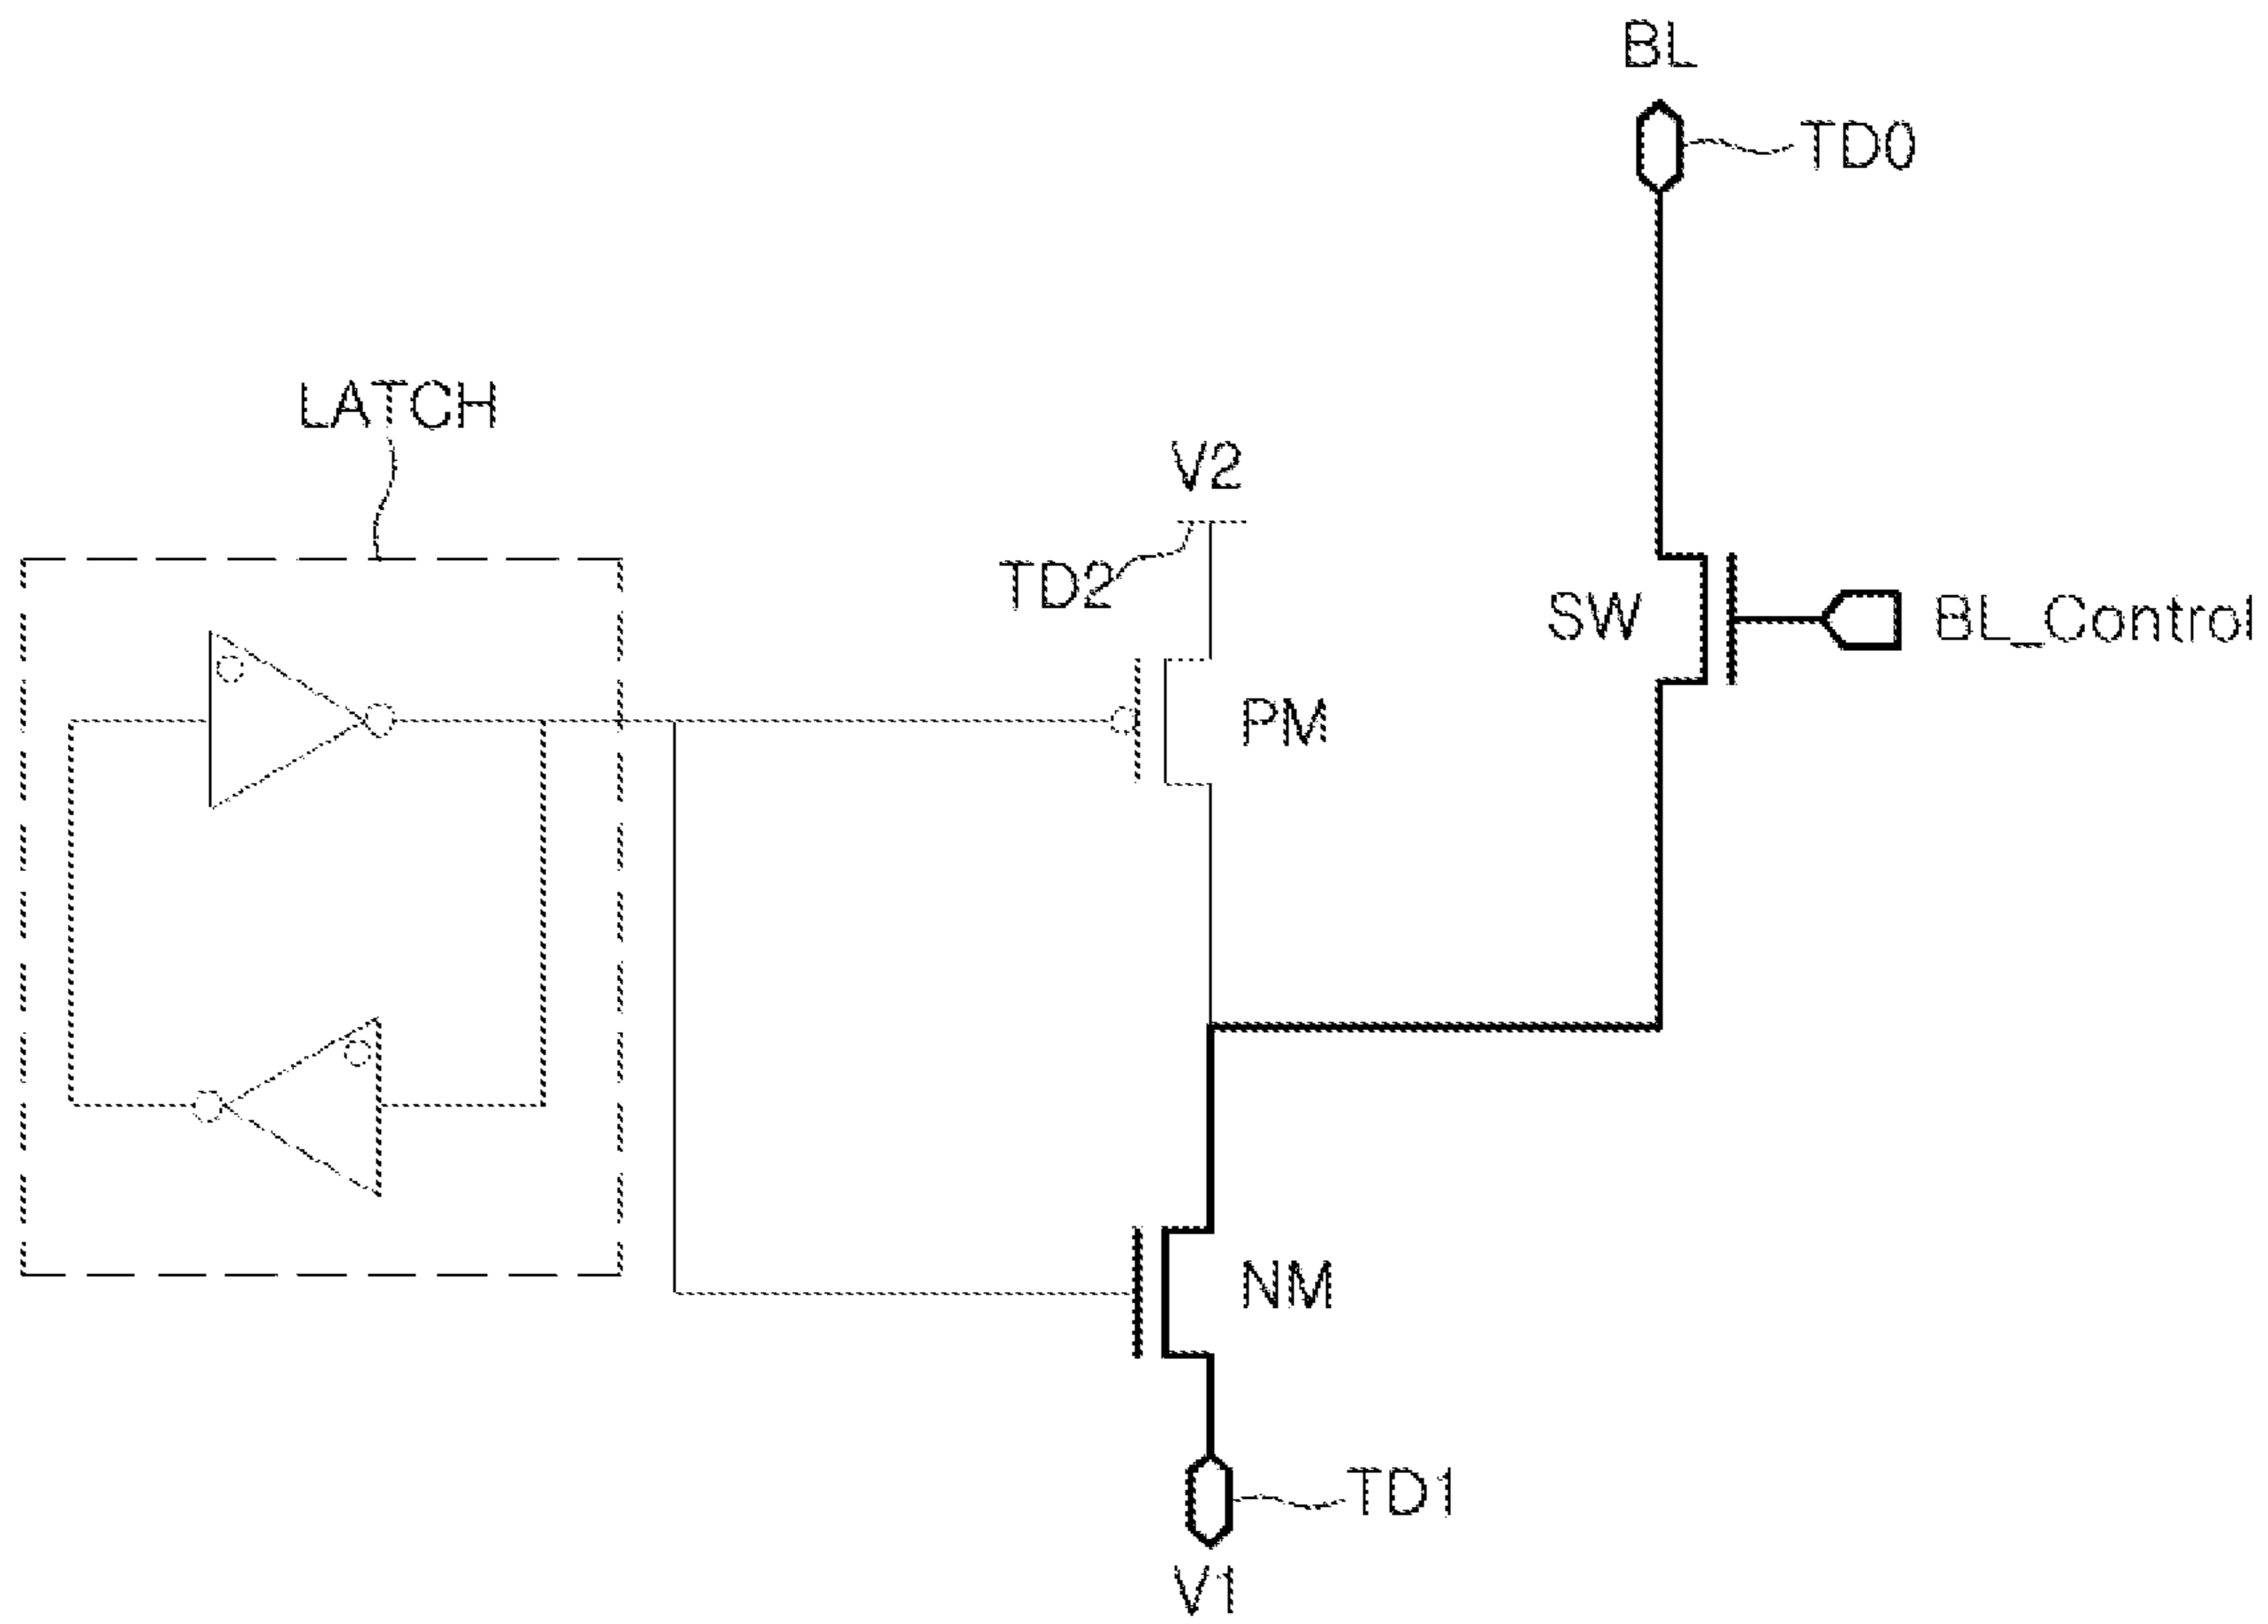 BL
TD0
LATCH
V2
TD2
SW
BL_Control
PM
NM
TD1
V1